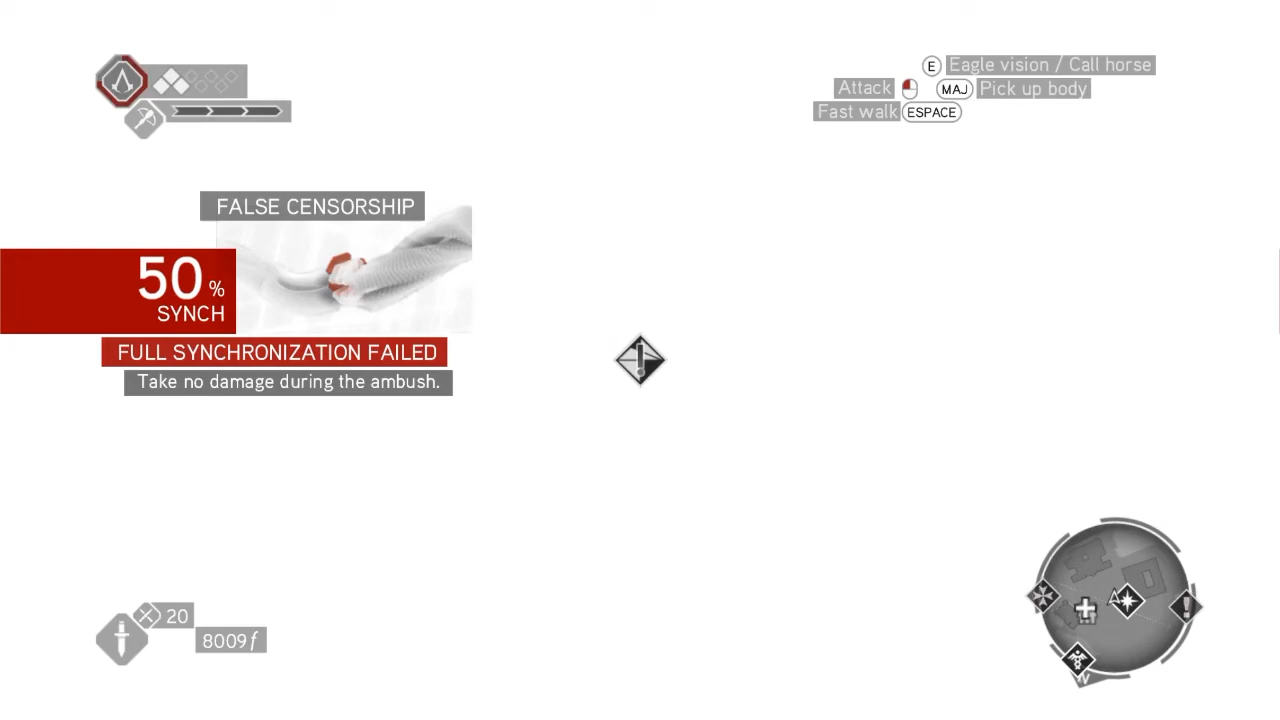 E Eagle vision / Call horse
Attack MAJ Pick up body
Fast walk ESPACE
FALSE CENSORSHIP
50 %
SYNCH
FULL SYNCHRONIZATION FAILED
Take no damage during the ambush.
20
8009ƒ
N